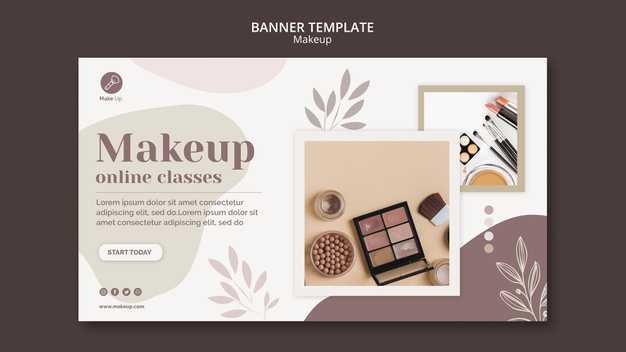 BANNER TEMPLATE
Makeup
Make Up
Makeup
online classes
Lorem ipsum dolor sit amet consectetur
adipiscing elit, sed do.Lorem ipsum dolor
sit amet consectetur adipiscing elit, sed do
START TODAY
www.makeup.com